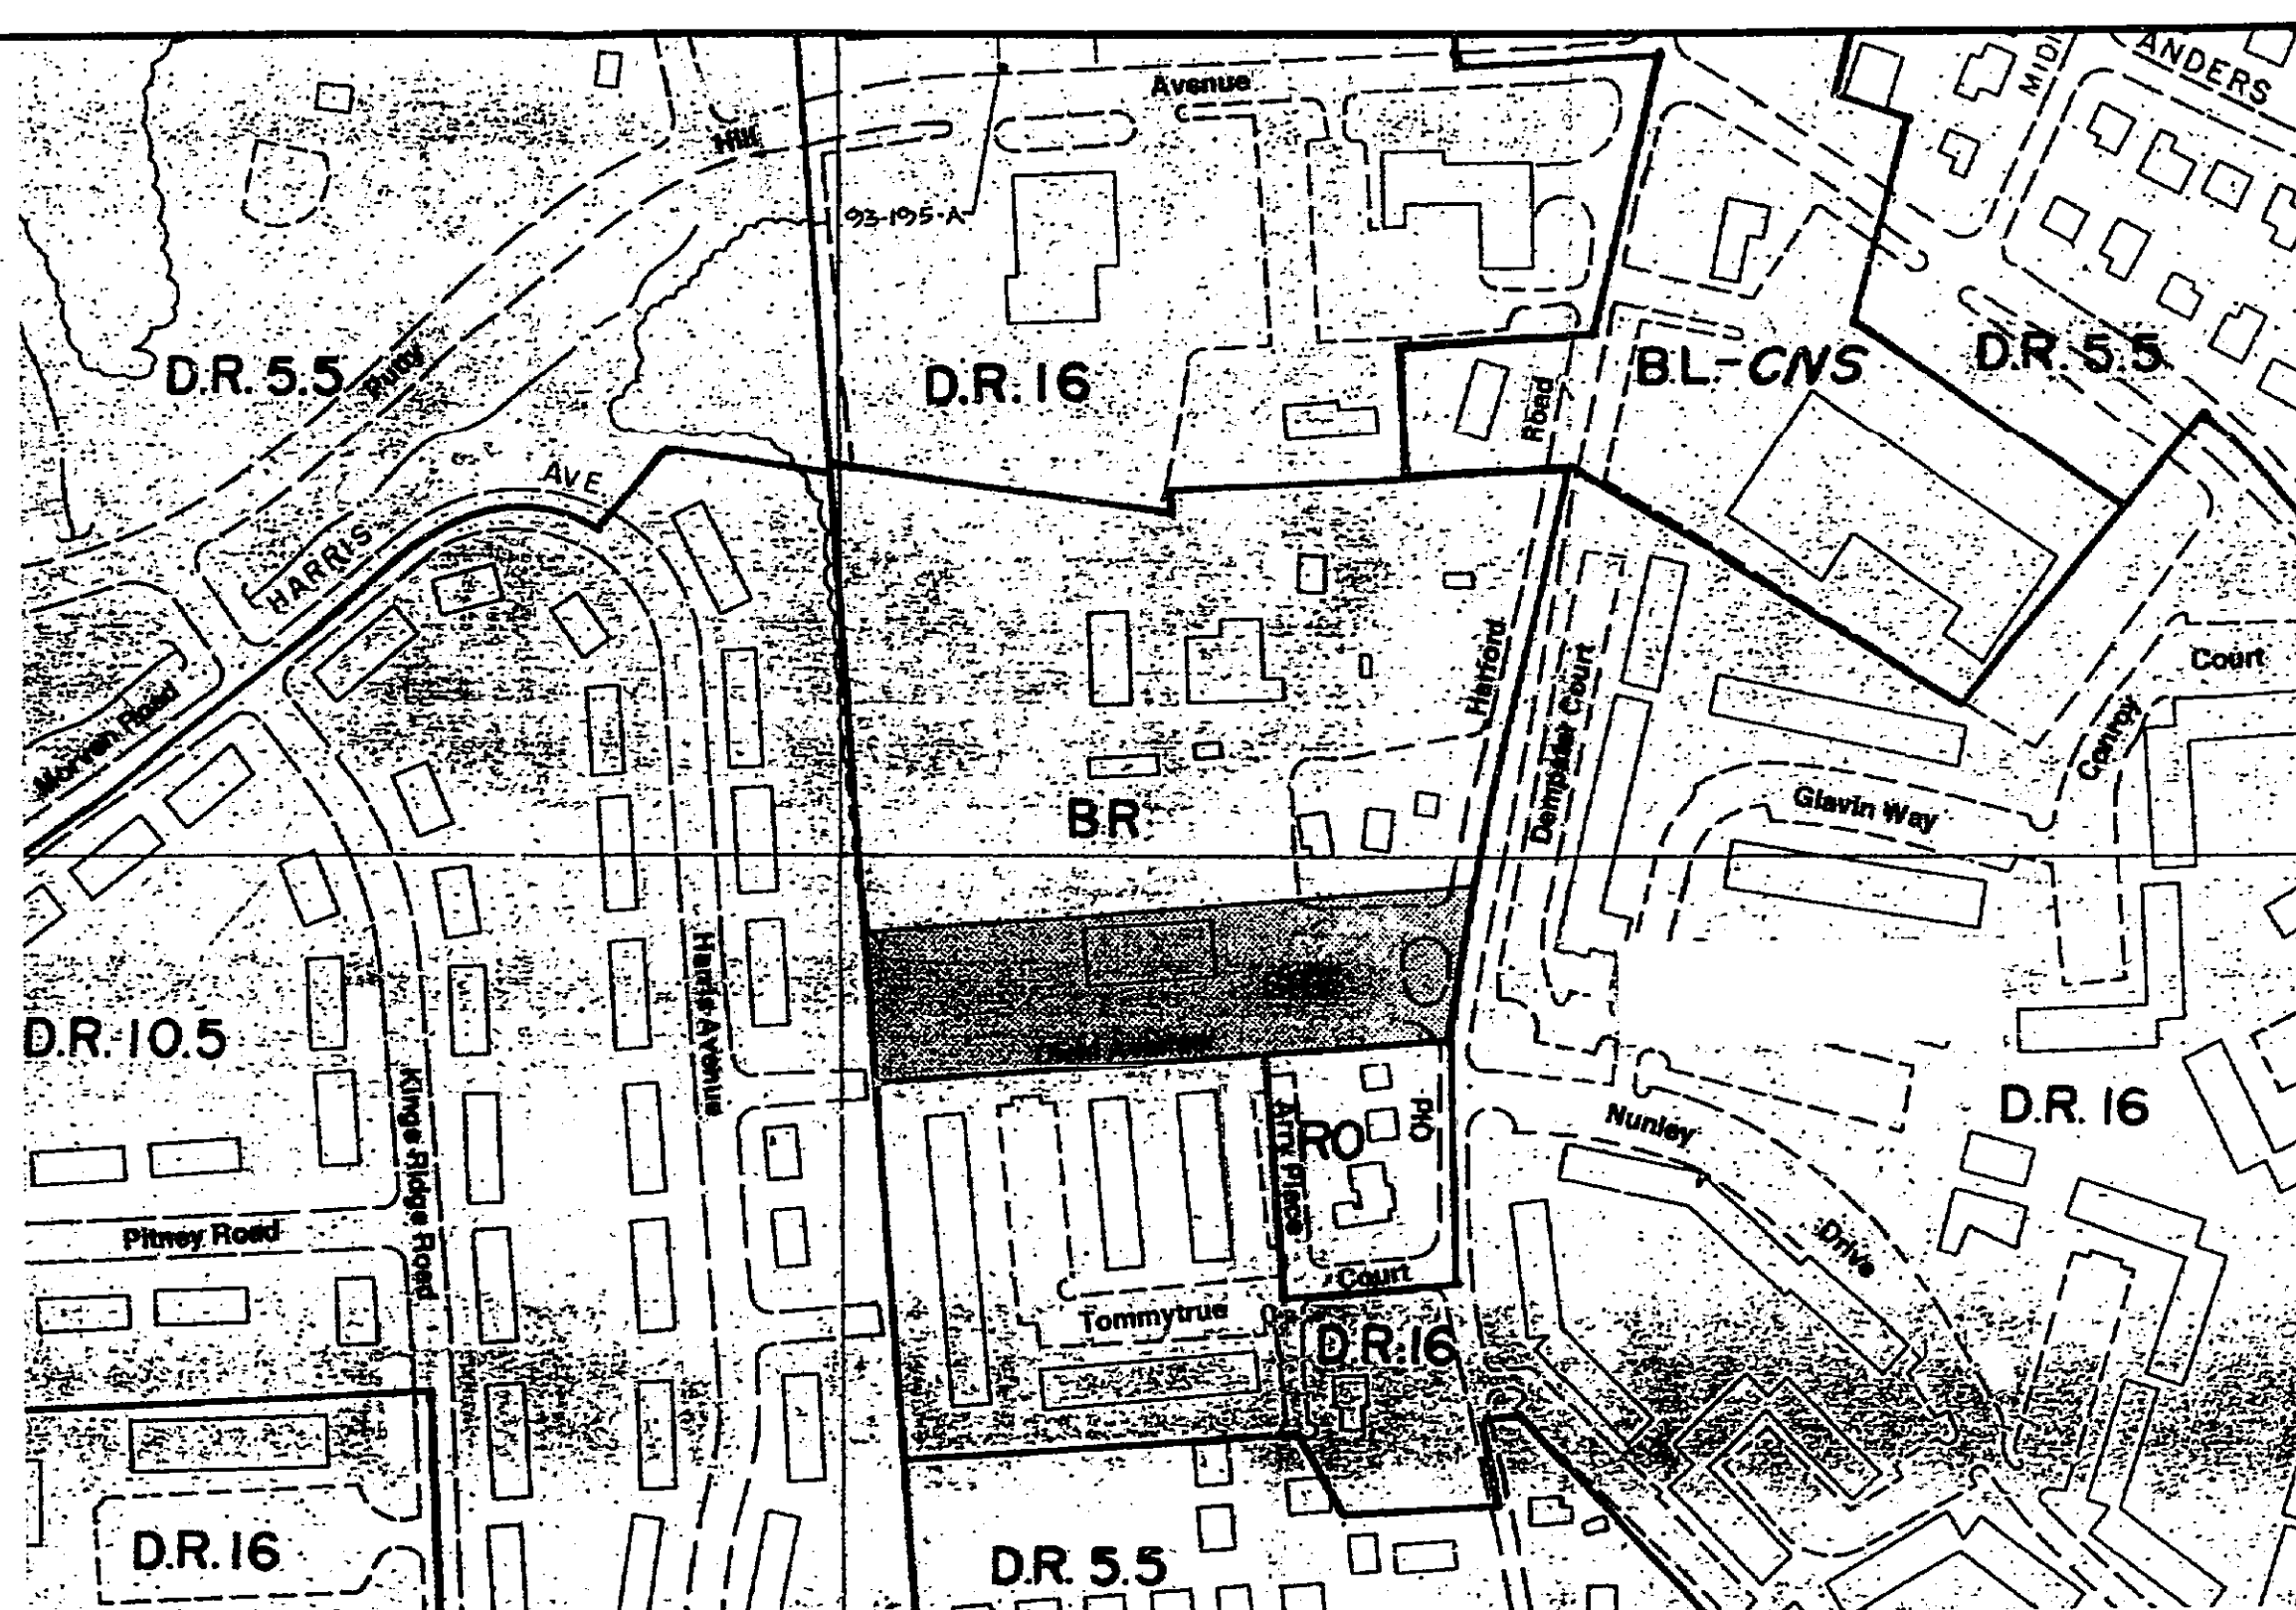 ANDERS
MIDI
Avenue
Hill
93-195-A
D.R. 5.5
Putty
D.R. 16
Road
B.L.-CNS
D.R. 5.5
AVE
HARRIS
Harford
Dempster Court
Court
Morven Road
Conroy
BR
Glavin Way
Harris Avenue
D.R. 10.5
Kings Ridge Road
D.R. 16
Nunley
Old
RO
Amy Place
Pitney Road
Drive
Court
Tommytrue
D.R. 16
D.R. 16
D.R. 5.5